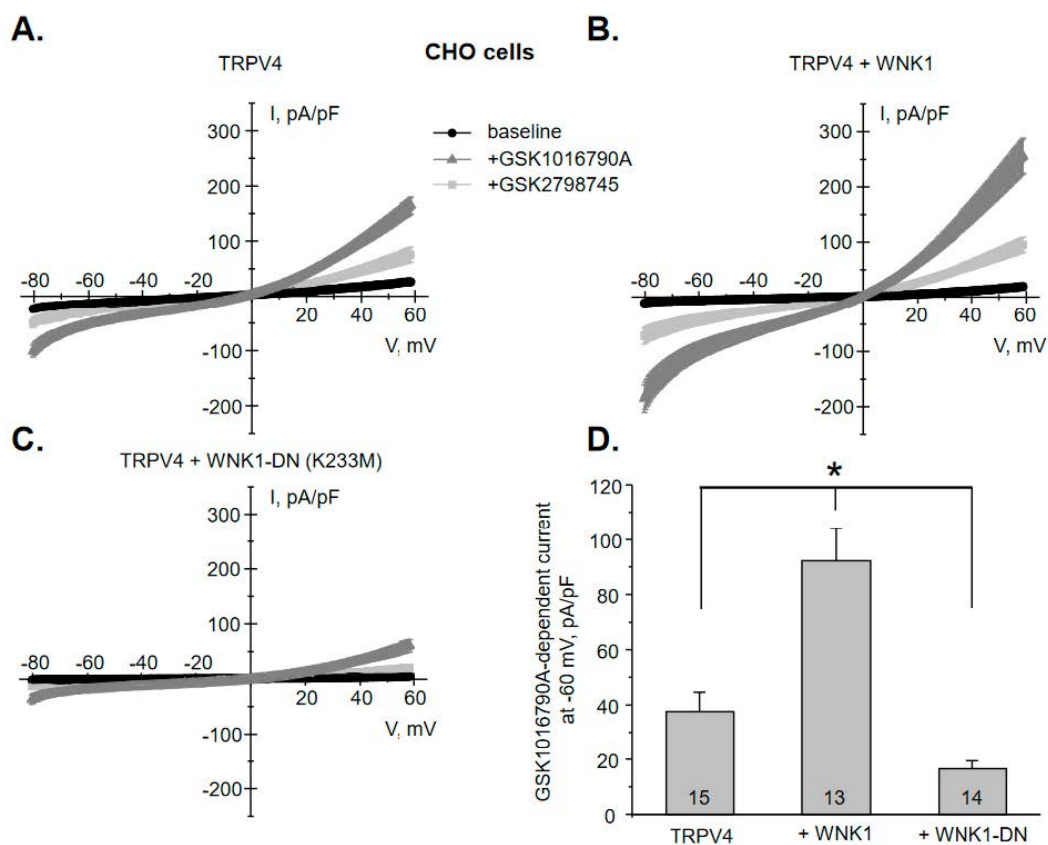 A.
TRPV4
CHO cells
B.
TRPV4 + WNK1
I, pA/pF
300
200
100
-80
-60
-40
-20
20
40
60
V, mV
-100
-200
baseline
+GSK1016790A
+GSK2798745
I, pA/pF
300
200
100
-80
-60
-40
-20
20
40
60
V, mV
-100
-200
C.
TRPV4 + WNK1-DN (K233M)
I, pA/pF
300
200
100
-80
-60
-40
-20
20
40
60
V, mV
-100
-200
D.
*
GSK1016790A-dependent current
at -60 mV, pA/pF
120
100
80
60
40
20
0
15
13
14
TRPV4
+ WNK1
+ WNK1-DN